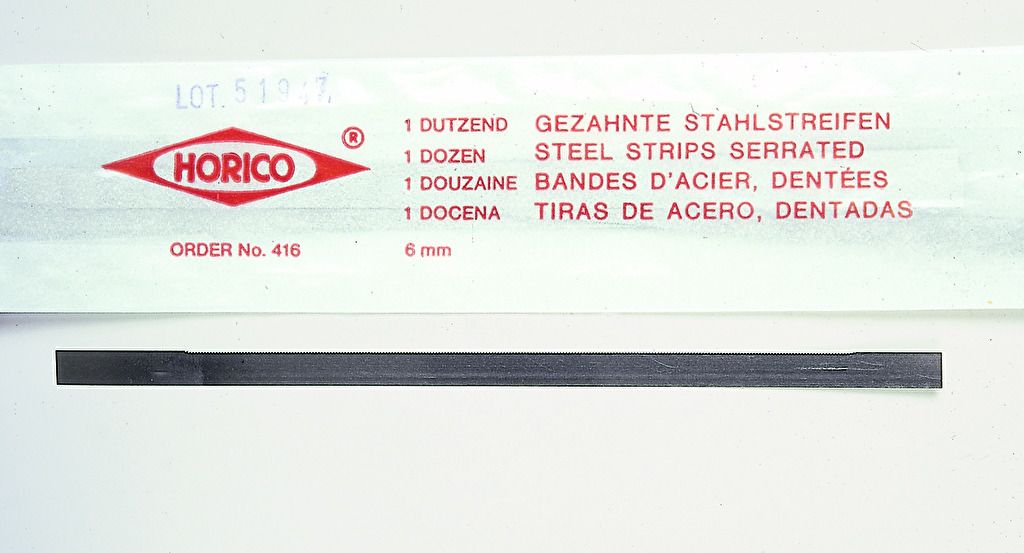 LOT. 51947
HORICO
®
1 DUTZEND GEZAHNTE STAHLSTREIFEN
1 DOZEN STEEL STRIPS SERRATED
1 DOUZAINE BANDES D'ACIER, DENTÉES
1 DOCENA TIRAS DE ACERO, DENTADAS
ORDER No. 416 6 mm